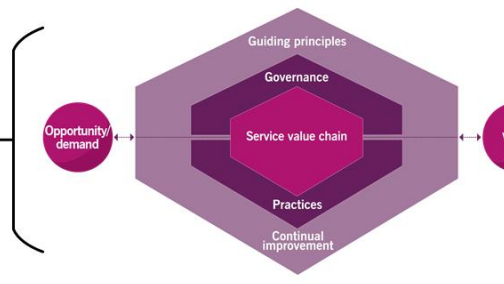 Guiding principles
Governance
Opportunity/
demand
Service value chain
Practices
Continual
improvement